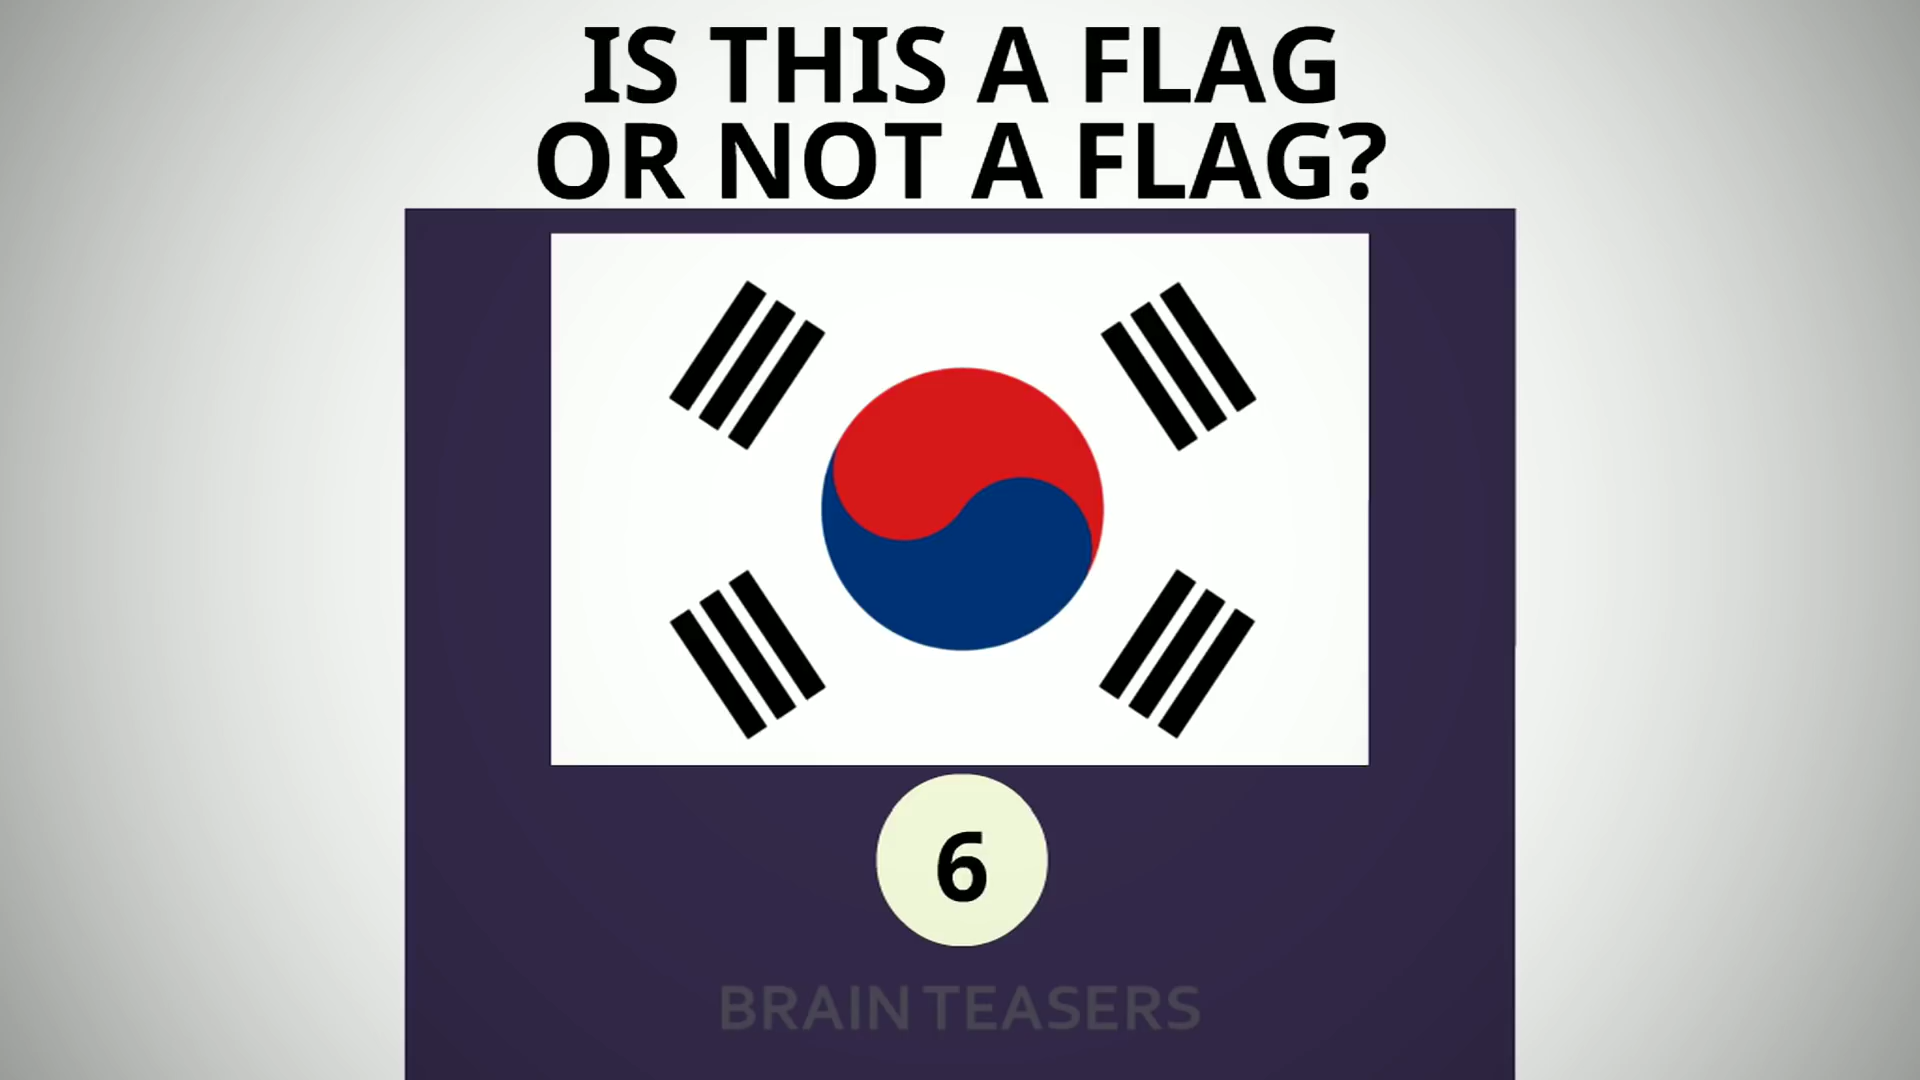 IS THIS A FLAG
OR NOT A FLAG?
6
BRAIN TEASERS